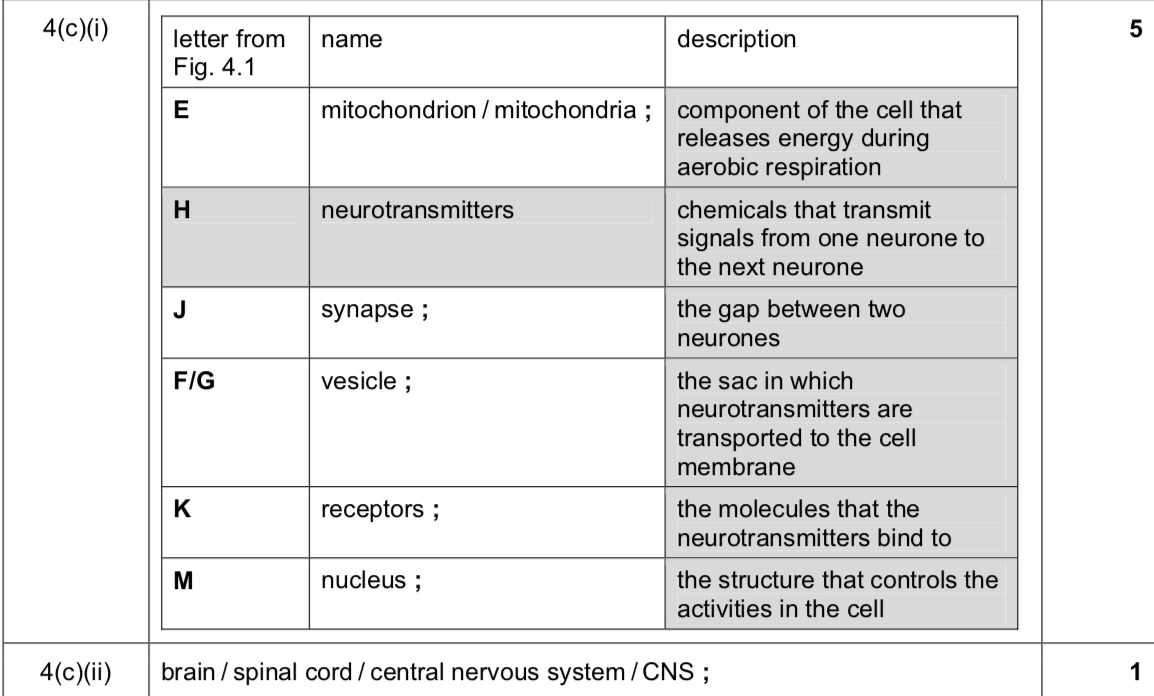 4(c)(i)
letter from name description 5
Fig. 4.1
E mitochondrion / mitochondria ; component of the cell that
releases energy during
aerobic respiration
H neurotransmitters chemicals that transmit
signals from one neurone to
the next neurone
J synapse ; the gap between two
neurones
F/G vesicle ; the sac in which
neurotransmitters are
transported to the cell
membrane
K receptors ; the molecules that the
neurotransmitters bind to
M nucleus ; the structure that controls the
activities in the cell
4(c)(ii) brain / spinal cord / central nervous system / CNS ; 1